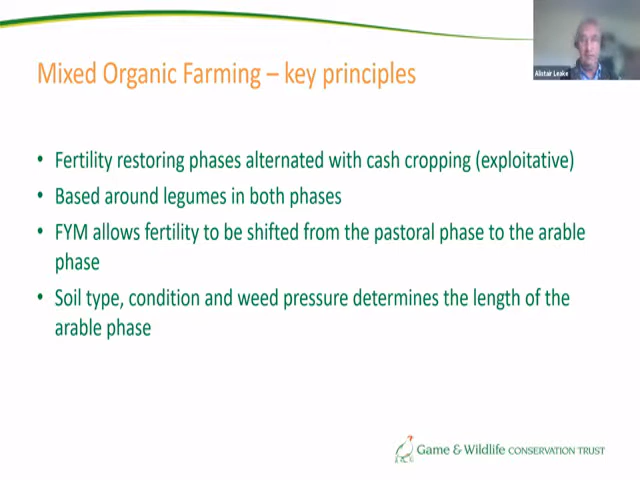 Alistair Leake
Mixed Organic Farming – key principles
• Fertility restoring phases alternated with cash cropping (exploitative)
• Based around legumes in both phases
• FYM allows fertility to be shifted from the pastoral phase to the arable
phase
• Soil type, condition and weed pressure determines the length of the
arable phase
Game & Wildlife CONSERVATION TRUST